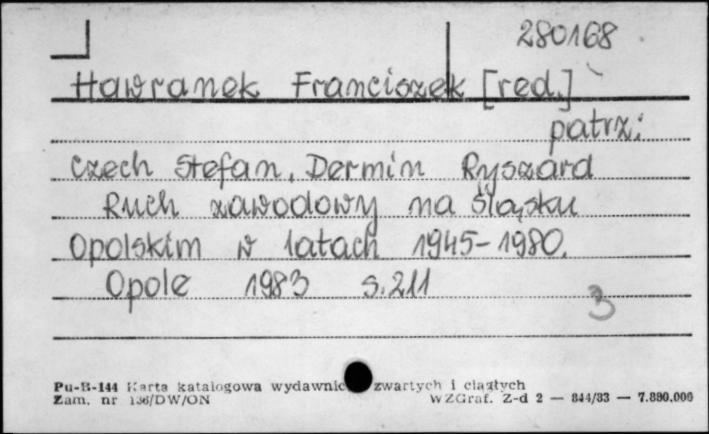 280168
Hawranek Franciszek [red.]
patrz:
Czech Stefan, Dermin Ryszard
Ruch zawodowy na Śląsku
Opolskim w latach 1945-1980.
Opole 1983 s.211
3
Pu-B-144 Karta katalogowa wydawnic zwartych i ciągłych
Zam. nr 136/DW/ON WZGraf. Z-d 2 — 844/83 — 7.880.000